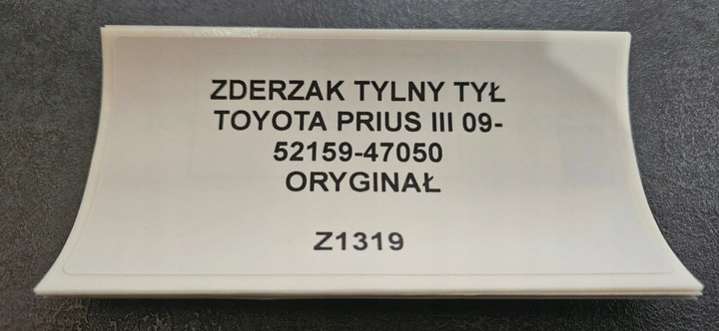 ZDERZAK TYLNY TYŁ
TOYOTA PRIUS III 09-
52159-47050
ORYGINAŁ
Z1319